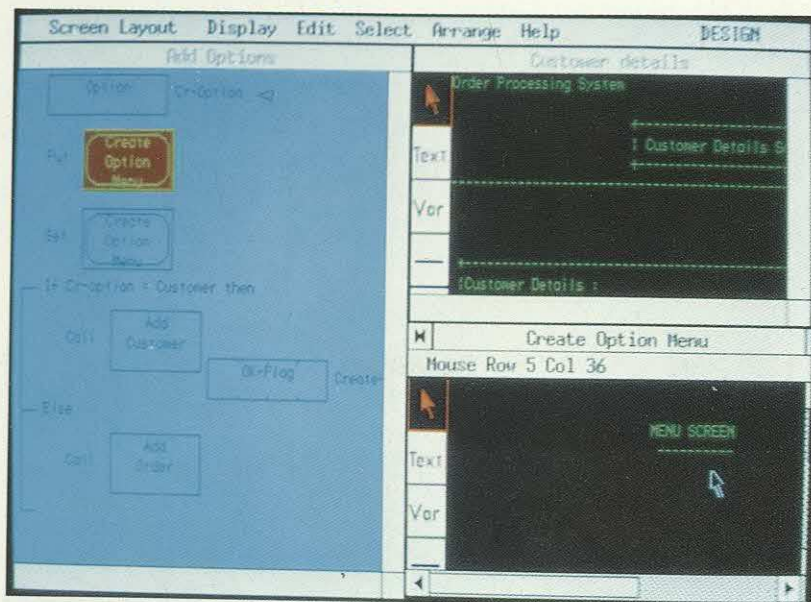 Screen Layout Display Edit Select Arrange Help DESIGN
Add Options
Option
Cr-Option
Put
Create
Option
Menu
Get
Create
Option
Menu
If Cr-option = Customer then
Call
Add
Customer
OK-Flag
Create
Else
Call
Add
Order
Customer details
Order Processing System
Text
I Customer Details S
Var
Customer Details :
Create Option Menu
Mouse Row 5 Col 36
MENU SCREEN
Text
Var